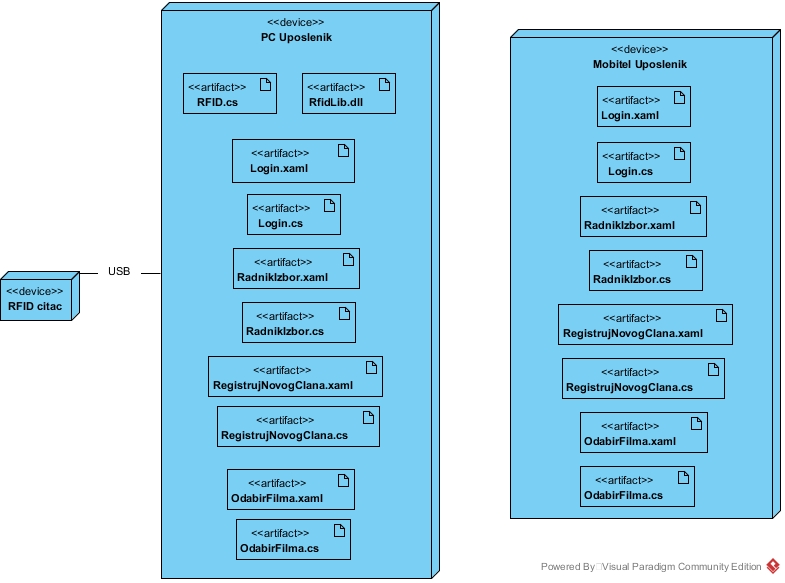 <<device>>
RFID citac
USB
<<device>>
PC Uposlenik
<<artifact>>
RFID.cs
<<artifact>>
RfidLib.dll
<<artifact>>
Login.xaml
<<artifact>>
Login.cs
<<artifact>>
RadnikIzbor.xaml
<<artifact>>
RadnikIzbor.cs
<<artifact>>
RegistrujNovogClana.xaml
<<artifact>>
RegistrujNovogClana.cs
<<artifact>>
OdabirFilma.xaml
<<artifact>>
OdabirFilma.cs
<<device>>
Mobitel Uposlenik
<<artifact>>
Login.xaml
<<artifact>>
Login.cs
<<artifact>>
RadnikIzbor.xaml
<<artifact>>
RadnikIzbor.cs
<<artifact>>
RegistrujNovogClana.xaml
<<artifact>>
RegistrujNovogClana.cs
<<artifact>>
OdabirFilma.xaml
<<artifact>>
OdabirFilma.cs
Powered By Visual Paradigm Community Edition